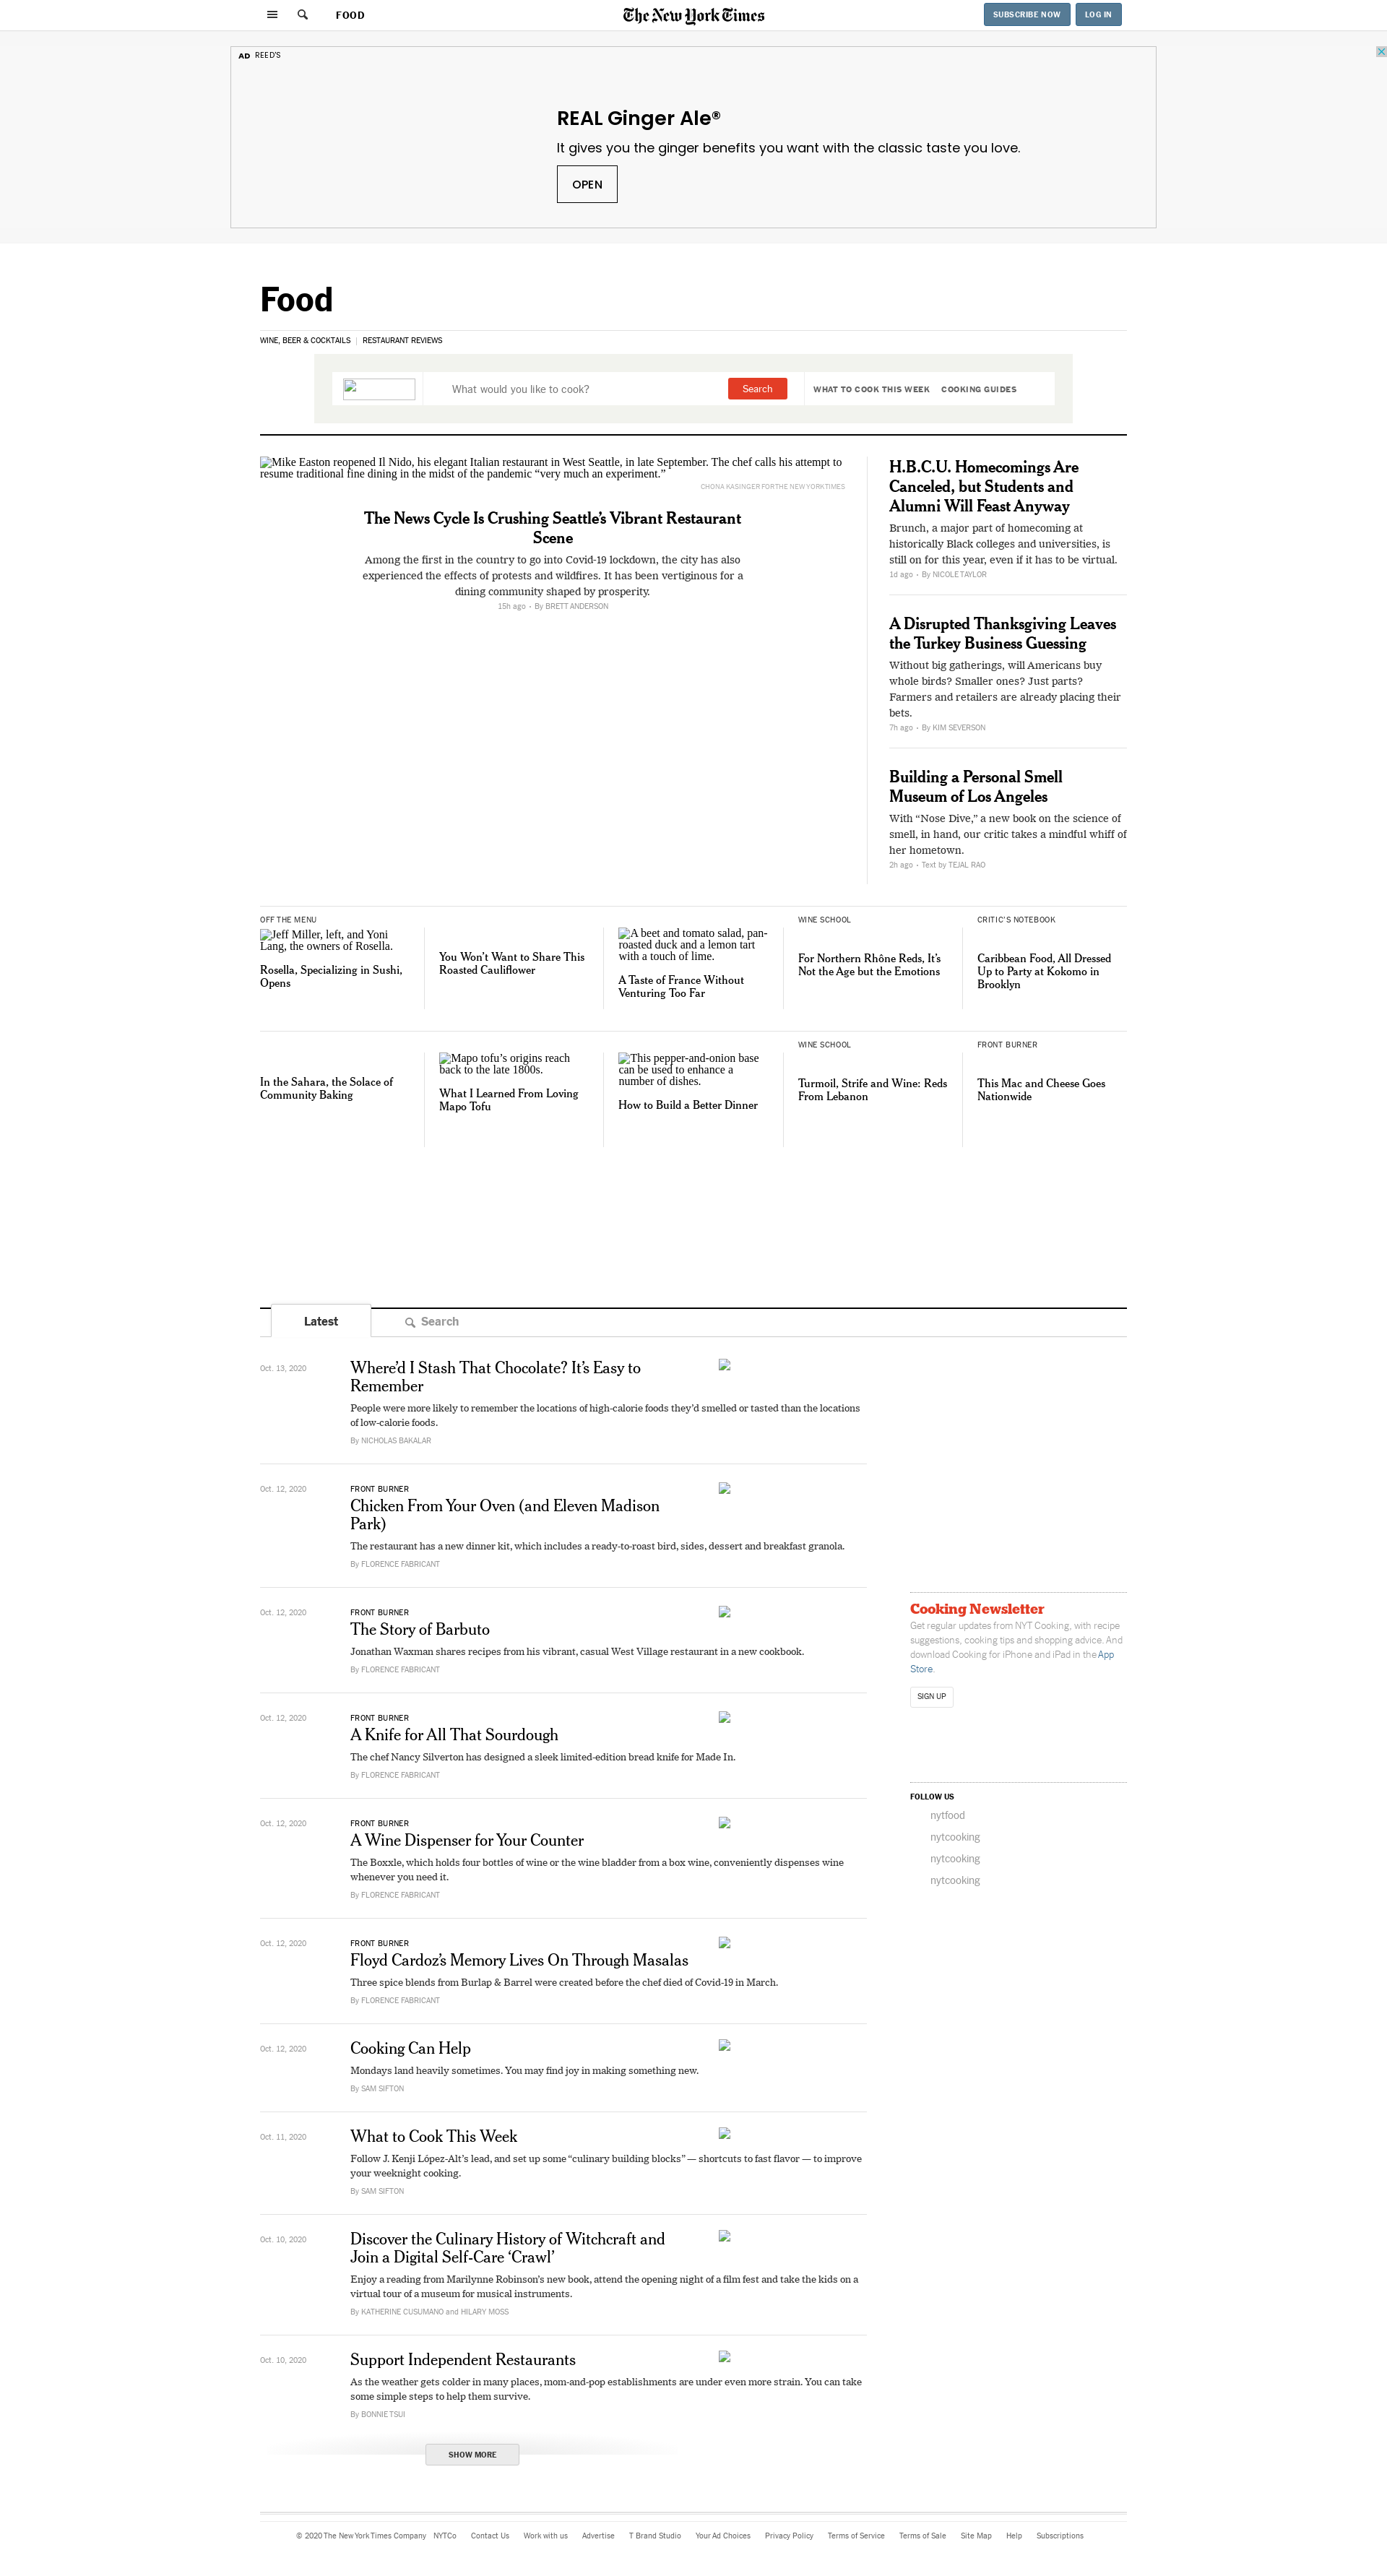 FOOD
The New York Times
SUBSCRIBE NOW
LOG IN
AD REED'S
REAL Ginger Ale®
It gives you the ginger benefits you want with the classic taste you love.
OPEN
Food
WINE, BEER & COCKTAILS
RESTAURANT REVIEWS
What would you like to cook?
Search
WHAT TO COOK THIS WEEK
COOKING GUIDES
Mike Easton reopened Il Nido, his elegant Italian restaurant in West Seattle, in late September. The chef calls his attempt to
resume traditional fine dining in the midst of the pandemic “very much an experiment.”
CHONA KASINGER FOR THE NEW YORK TIMES
The News Cycle Is Crushing Seattle’s Vibrant Restaurant
Scene
Among the first in the country to go into Covid-19 lockdown, the city has also
experienced the effects of protests and wildfires. It has been vertiginous for a
dining community shaped by prosperity.
15h ago • By BRETT ANDERSON
H.B.C.U. Homecomings Are
Canceled, but Students and
Alumni Will Feast Anyway
Brunch, a major part of homecoming at
historically Black colleges and universities, is
still on for this year, even if it has to be virtual.
1d ago • By NICOLE TAYLOR
A Disrupted Thanksgiving Leaves
the Turkey Business Guessing
Without big gatherings, will Americans buy
whole birds? Smaller ones? Just parts?
Farmers and retailers are already placing their
bets.
7h ago • By KIM SEVERSON
Building a Personal Smell
Museum of Los Angeles
With “Nose Dive,” a new book on the science of
smell, in hand, our critic takes a mindful whiff of
her hometown.
2h ago • Text by TEJAL RAO
OFF THE MENU
Jeff Miller, left, and Yoni
Lang, the owners of Rosella.
Rosella, Specializing in Sushi,
Opens
You Won’t Want to Share This
Roasted Cauliflower
A beet and tomato salad, pan-
roasted duck and a lemon tart
with a touch of lime.
A Taste of France Without
Venturing Too Far
WINE SCHOOL
For Northern Rhône Reds, It’s
Not the Age but the Emotions
CRITIC’S NOTEBOOK
Caribbean Food, All Dressed
Up to Party at Kokomo in
Brooklyn
In the Sahara, the Solace of
Community Baking
Mapo tofu’s origins reach
back to the late 1800s.
What I Learned From Loving
Mapo Tofu
This pepper-and-onion base
can be used to enhance a
number of dishes.
How to Build a Better Dinner
WINE SCHOOL
Turmoil, Strife and Wine: Reds
From Lebanon
FRONT BURNER
This Mac and Cheese Goes
Nationwide
Latest
Search
Oct. 13, 2020
Where’d I Stash That Chocolate? It’s Easy to
Remember
People were more likely to remember the locations of high-calorie foods they’d smelled or tasted than the locations
of low-calorie foods.
By NICHOLAS BAKALAR
Oct. 12, 2020
FRONT BURNER
Chicken From Your Oven (and Eleven Madison
Park)
The restaurant has a new dinner kit, which includes a ready-to-roast bird, sides, dessert and breakfast granola.
By FLORENCE FABRICANT
Oct. 12, 2020
FRONT BURNER
The Story of Barbuto
Jonathan Waxman shares recipes from his vibrant, casual West Village restaurant in a new cookbook.
By FLORENCE FABRICANT
Oct. 12, 2020
FRONT BURNER
A Knife for All That Sourdough
The chef Nancy Silverton has designed a sleek limited-edition bread knife for Made In.
By FLORENCE FABRICANT
Oct. 12, 2020
FRONT BURNER
A Wine Dispenser for Your Counter
The Boxxle, which holds four bottles of wine or the wine bladder from a box wine, conveniently dispenses wine
whenever you need it.
By FLORENCE FABRICANT
Oct. 12, 2020
FRONT BURNER
Floyd Cardoz’s Memory Lives On Through Masalas
Three spice blends from Burlap & Barrel were created before the chef died of Covid-19 in March.
By FLORENCE FABRICANT
Oct. 12, 2020
Cooking Can Help
Mondays land heavily sometimes. You may find joy in making something new.
By SAM SIFTON
Oct. 11, 2020
What to Cook This Week
Follow J. Kenji López-Alt’s lead, and set up some “culinary building blocks” — shortcuts to fast flavor — to improve
your weeknight cooking.
By SAM SIFTON
Oct. 10, 2020
Discover the Culinary History of Witchcraft and
Join a Digital Self-Care ‘Crawl’
Enjoy a reading from Marilynne Robinson’s new book, attend the opening night of a film fest and take the kids on a
virtual tour of a museum for musical instruments.
By KATHERINE CUSUMANO and HILARY MOSS
Oct. 10, 2020
Support Independent Restaurants
As the weather gets colder in many places, mom-and-pop establishments are under even more strain. You can take
some simple steps to help them survive.
By BONNIE TSUI
SHOW MORE
Cooking Newsletter
Get regular updates from NYT Cooking, with recipe
suggestions, cooking tips and shopping advice. And
download Cooking for iPhone and iPad in the App
Store.
SIGN UP
FOLLOW US
nytfood
nytcooking
nytcooking
nytcooking
© 2020 The New York Times Company NYTCo Contact Us Work with us Advertise T Brand Studio Your Ad Choices Privacy Policy Terms of Service Terms of Sale Site Map Help Subscriptions